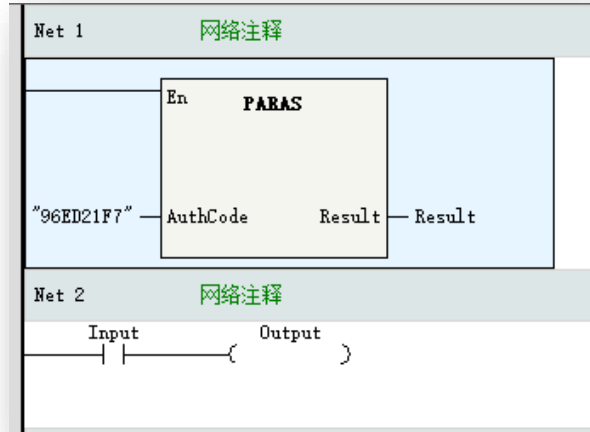 Net 1 网络注释
En PARAS
"96ED21F7" AuthCode Result Result
Net 2 网络注释
Input Output